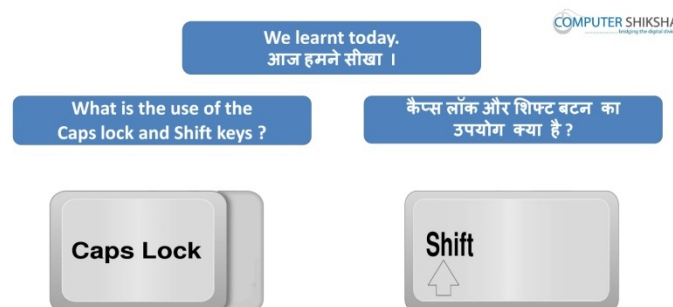 COMPUTER SHIKSHA
bridging the digital divide
We learnt today.
आज हमने सीखा ।
What is the use of the
Caps lock and Shift keys ?
कैप्स लॉक और शिफ्ट बटन का
उपयोग क्या है ?
Caps Lock
Shift